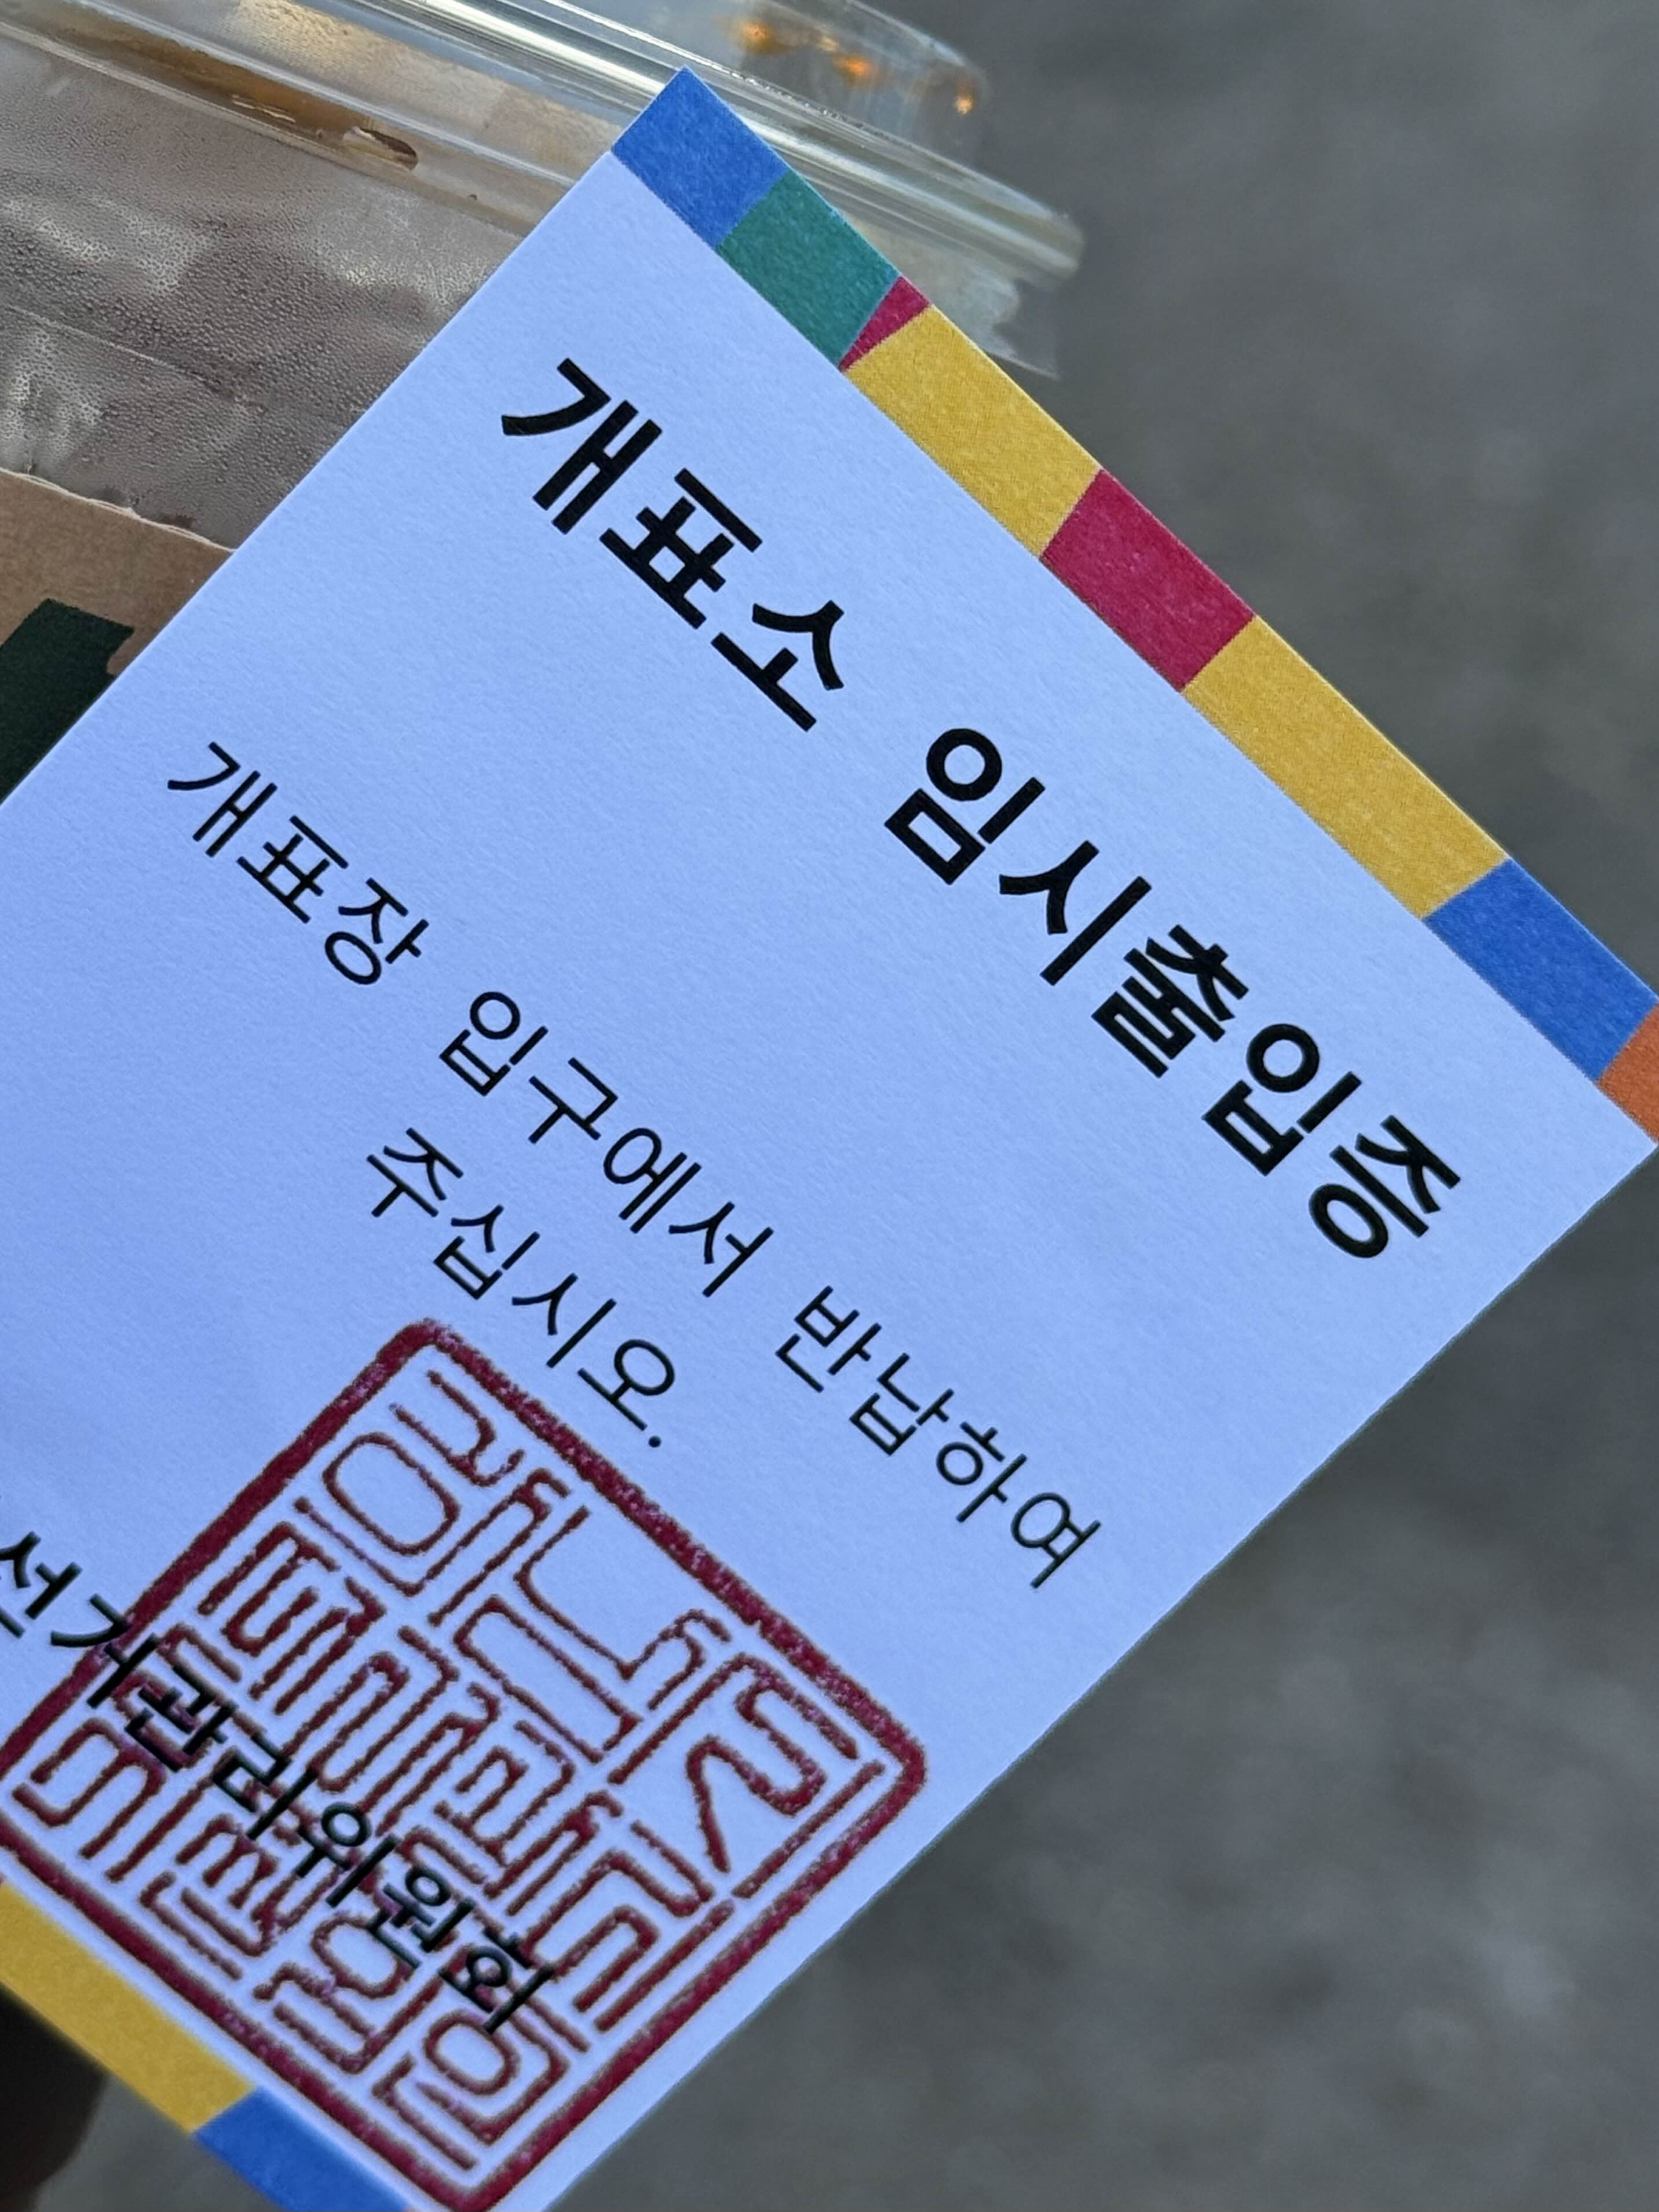 개표소 임시출입증
개표장 입구에서 반납하여
주십시오.
선거관리위원회